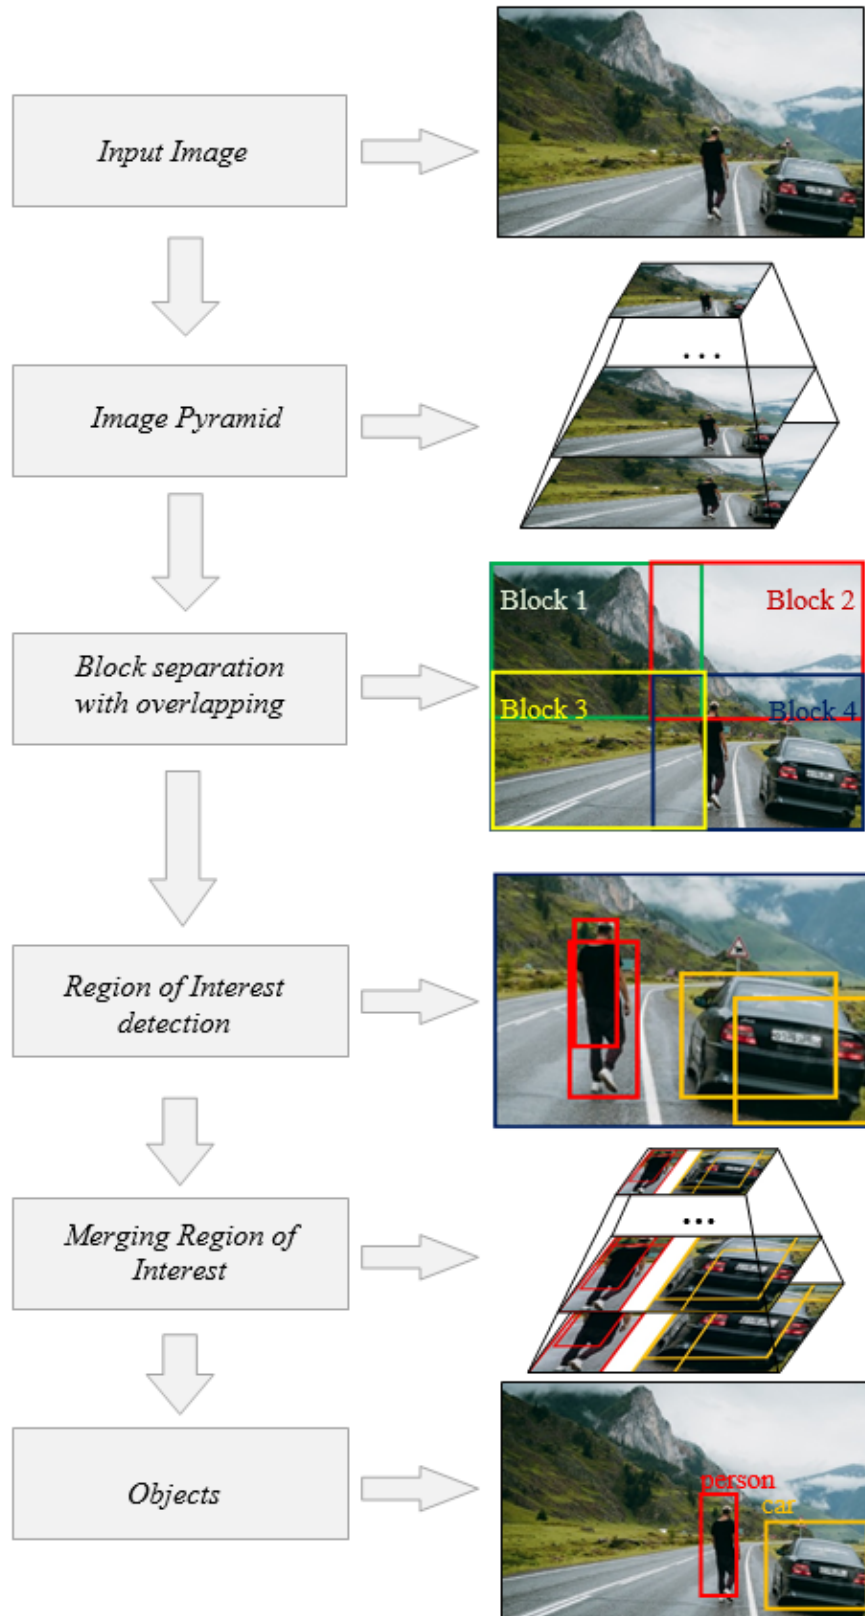 Input Image
Image Pyramid
...
Block separation
with overlapping
Block 1
Block 2
Block 3
Block 4
Region of Interest
detection
Merging Region of
Interest
...
Objects
person
car